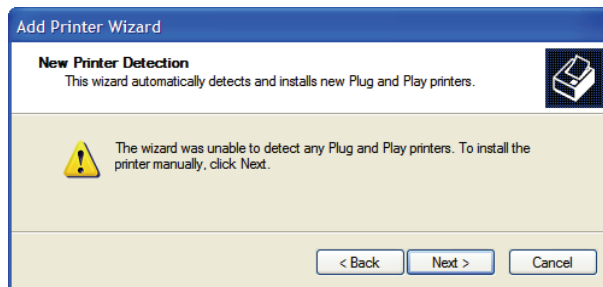 Add Printer Wizard
New Printer Detection
This wizard automatically detects and installs new Plug and Play printers.
The wizard was unable to detect any Plug and Play printers. To install the
printer manually, click Next.
< Back
Next >
Cancel